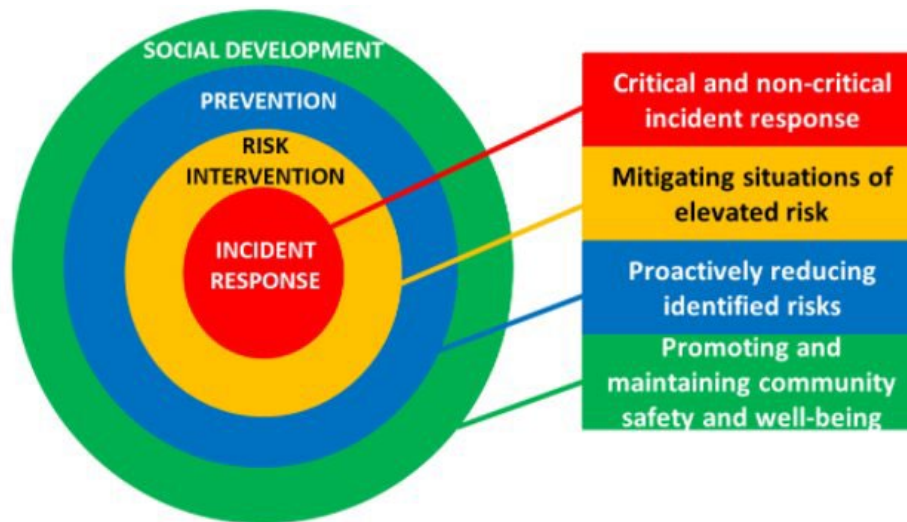 SOCIAL DEVELOPMENT
PREVENTION
RISK
INTERVENTION
INCIDENT
RESPONSE
Critical and non-critical
incident response
Mitigating situations of
elevated risk
Proactively reducing
identified risks
Promoting and
maintaining community
safety and well-being